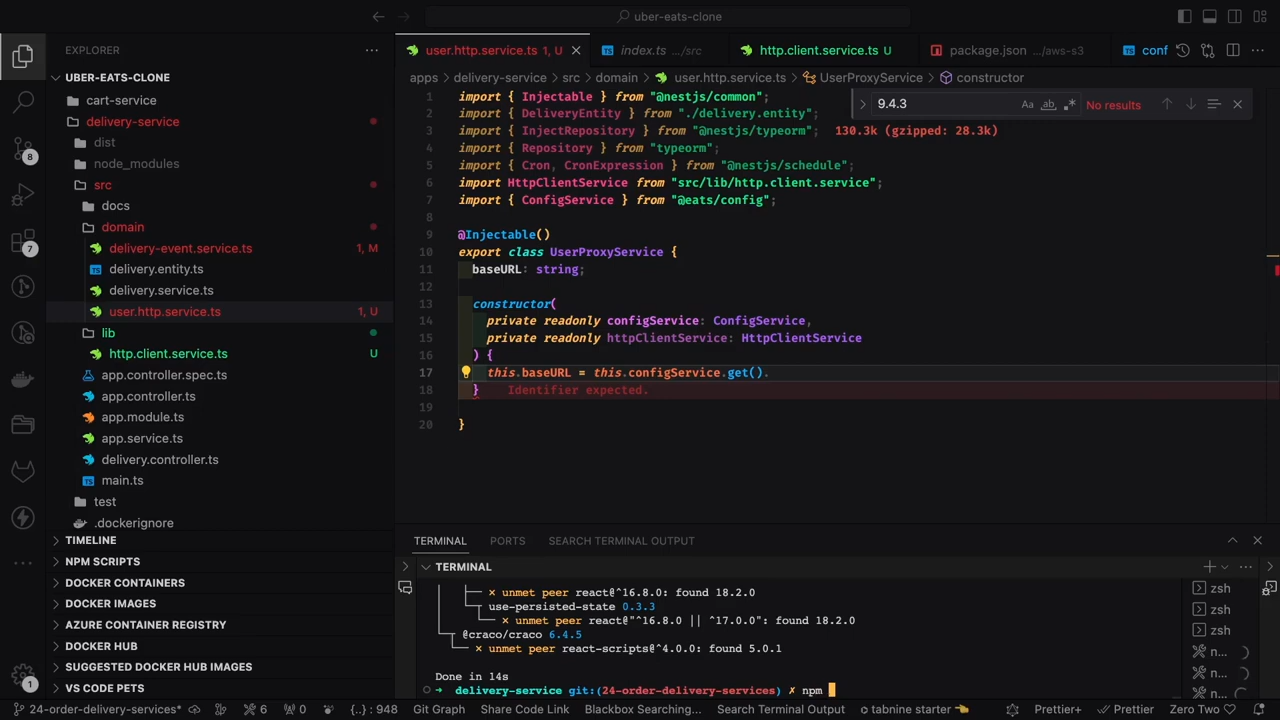 uber-eats-clone
EXPLORER
user.http.service.ts 1, U
index.ts .../src
http.client.service.ts U
package.json .../aws-s3
conf
apps > delivery-service > src > domain > user.http.service.ts > UserProxyService > constructor
9.4.3
Aa
ab
No results
UBER-EATS-CLONE
cart-service
delivery-service
dist
node_modules
src
docs
domain
delivery-event.service.ts 1, M
delivery.entity.ts
delivery.service.ts
user.http.service.ts 1, U
lib
http.client.service.ts U
app.controller.spec.ts
app.controller.ts
app.module.ts
app.service.ts
delivery.controller.ts
main.ts
test
.dockerignore
TIMELINE
NPM SCRIPTS
DOCKER CONTAINERS
DOCKER IMAGES
AZURE CONTAINER REGISTRY
DOCKER HUB
SUGGESTED DOCKER HUB IMAGES
VS CODE PETS
8
7
1
1 import { Injectable } from "@nestjs/common";
2 import { DeliveryEntity } from "./delivery.entity";
3 import { InjectRepository } from "@nestjs/typeorm"; 130.3k (gzipped: 28.3k)
4 import { Repository } from "typeorm";
5 import { Cron, CronExpression } from "@nestjs/schedule";
6 import HttpClientService from "src/lib/http.client.service";
7 import { ConfigService } from "@eats/config";
8
9 @Injectable()
10 export class UserProxyService {
11 baseURL: string;
12
13 constructor(
14 private readonly configService: ConfigService,
15 private readonly httpClientService: HttpClientService
16 ) {
17 this.baseURL = this.configService.get().
18 } Identifier expected.
19
20 }
TERMINAL PORTS SEARCH TERMINAL OUTPUT
TERMINAL
├── × unmet peer react@^16.8.0: found 18.2.0
use-persisted-state 0.3.3
└── × unmet peer react@"^16.8.0 || ^17.0.0": found 18.2.0
@craco/craco 6.4.5
└── × unmet peer react-scripts@^4.0.0: found 5.0.1
Done in 14s
➜ delivery-service git:(24-order-delivery-services) ✗ npm
zsh
zsh
zsh
n...
n...
n...
24-order-delivery-services* 6 0 {..} : 948 Git Graph Share Code Link Blackbox Searching... Search Terminal Output tabnine starter Prettier+ Prettier Zero Two